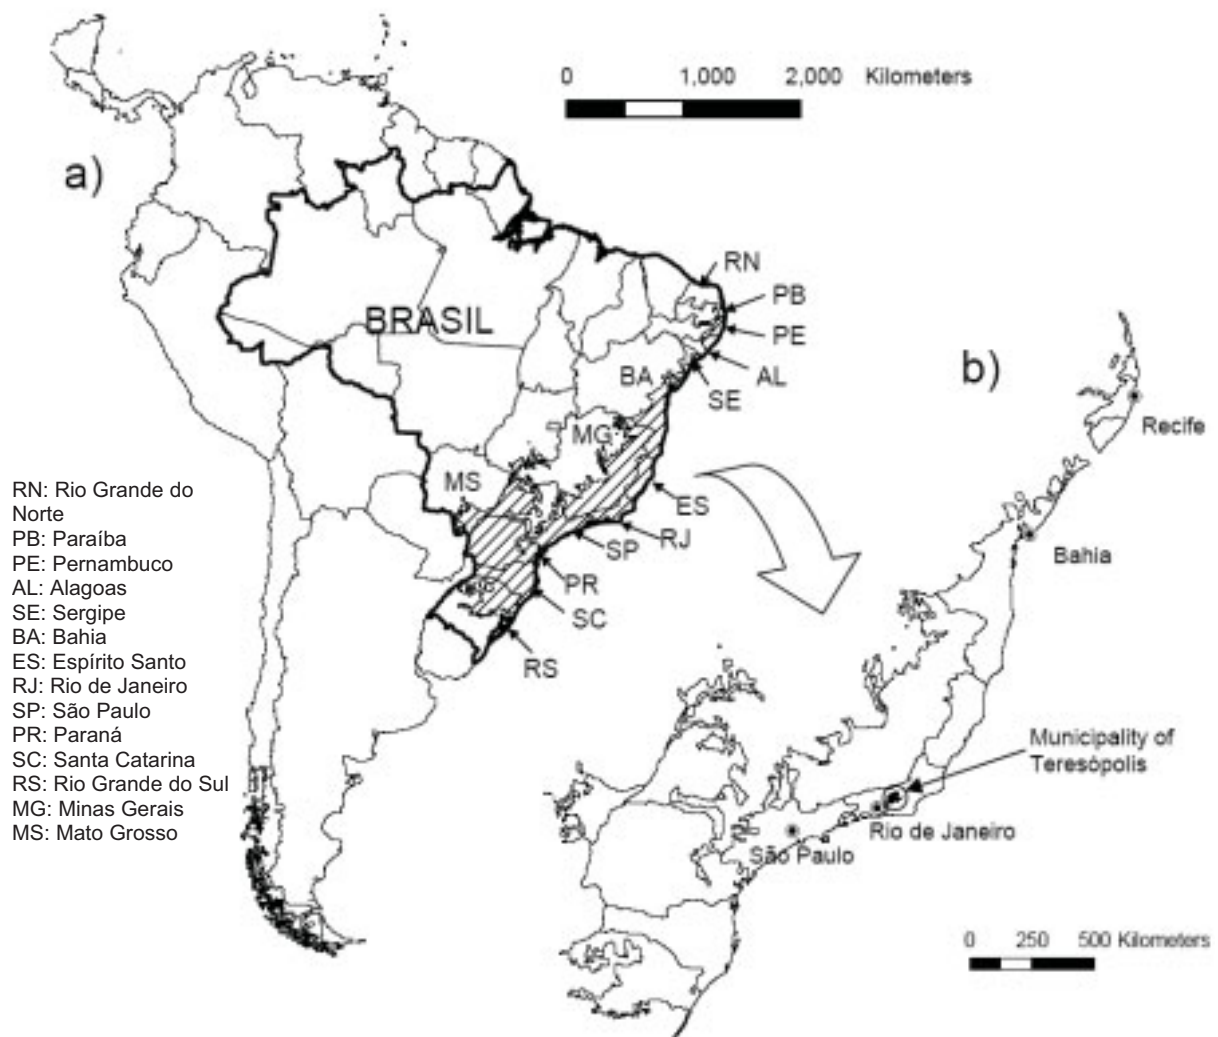 0 1,000 2,000 Kilometers
a)
BRASIL
RN
PB
PE
AL
SE
BA
MG
MS
ES
RJ
SP
PR
SC
RS
RN: Rio Grande do
Norte
PB: Paraíba
PE: Pernambuco
AL: Alagoas
SE: Sergipe
BA: Bahia
ES: Espírito Santo
RJ: Rio de Janeiro
SP: São Paulo
PR: Paraná
SC: Santa Catarina
RS: Rio Grande do Sul
MG: Minas Gerais
MS: Mato Grosso
b)
Recife
Bahia
Municipality of
Teresópolis
Rio de Janeiro
São Paulo
0 250 500 Kilometers